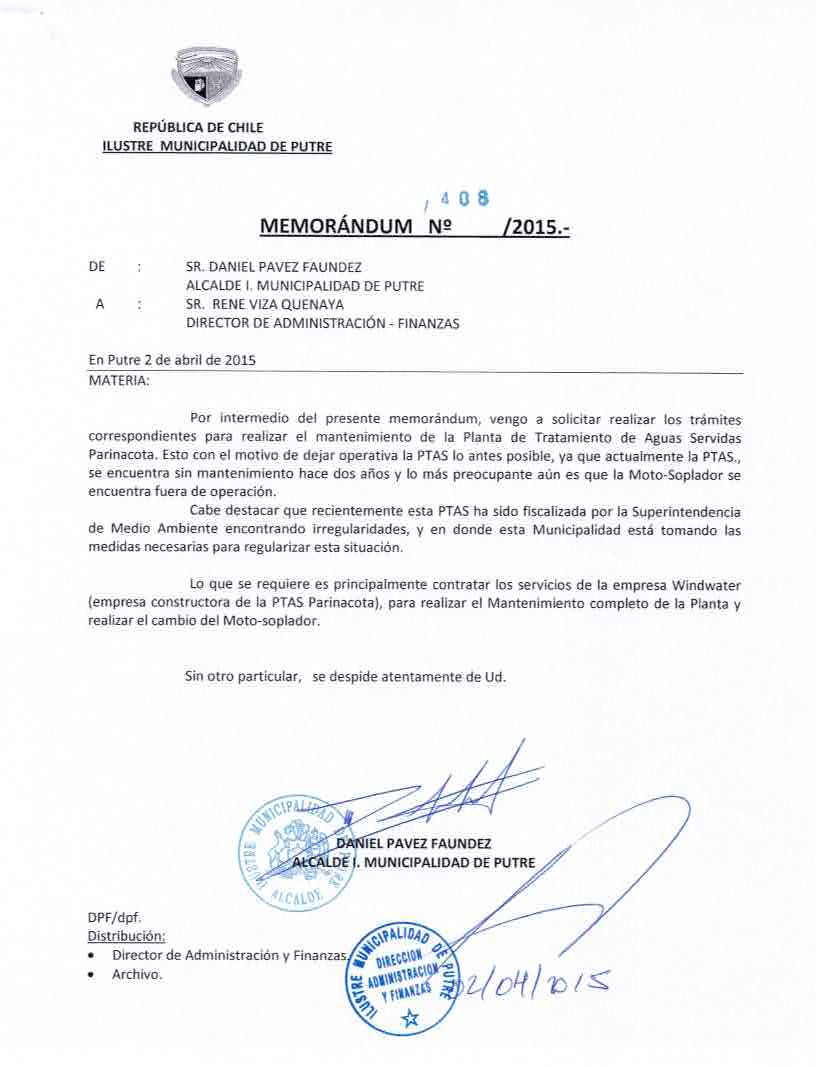 REPÚBLICA DE CHILE
ILUSTRE MUNICIPALIDAD DE PUTRE
408
MEMORÁNDUM Nº /2015.-
DE : SR. DANIEL PAVEZ FAUNDEZ
ALCALDE I. MUNICIPALIDAD DE PUTRE
A : SR. RENE VIZA QUENAYA
DIRECTOR DE ADMINISTRACIÓN - FINANZAS
En Putre 2 de abril de 2015
MATERIA:
Por intermedio del presente memorándum, vengo a solicitar realizar los trámites
correspondientes para realizar el mantenimiento de la Planta de Tratamiento de Aguas Servidas
Parinacota. Esto con el motivo de dejar operativa la PTAS lo antes posible, ya que actualmente la PTAS.,
se encuentra sin mantenimiento hace dos años y lo más preocupante aún es que la Moto-Soplador se
encuentra fuera de operación.
Cabe destacar que recientemente esta PTAS ha sido fiscalizada por la Superintendencia
de Medio Ambiente encontrando irregularidades, y en donde esta Municipalidad está tomando las
medidas necesarias para regularizar esta situación.
Lo que se requiere es principalmente contratar los servicios de la empresa Windwater
(empresa constructora de la PTAS Parinacota), para realizar el Mantenimiento completo de la Planta y
realizar el cambio del Moto-soplador.
Sin otro particular, se despide atentamente de Ud.
ILUSTRE MUNICIPALIDAD DE PUTRE
ALCALDE
DANIEL PAVEZ FAUNDEZ
ALCALDE I. MUNICIPALIDAD DE PUTRE
DPF/dpf.
Distribución:
• Director de Administración y Finanzas.
• Archivo.
ILUSTRE MUNICIPALIDAD DE PUTRE
DIRECCION
ADMINISTRACION
Y FINANZAS
02/04/2015